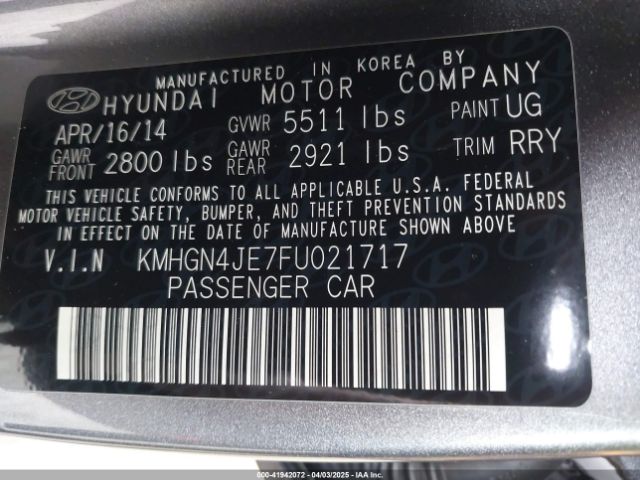 MANUFACTURED IN KOREA BY
HYUNDAI MOTOR COMPANY
APR/16/14 GVWR 5511 lbs PAINT UG
GAWR FRONT 2800 lbs GAWR REAR 2921 lbs TRIM RRY
THIS VEHICLE CONFORMS TO ALL APPLICABLE U.S.A. FEDERAL
MOTOR VEHICLE SAFETY, BUMPER, AND THEFT PREVENTION STANDARDS
IN EFFECT ON THE DATE OF MANUFACTURE SHOWN ABOVE
V.I.N KMHGN4JE7FU021717
PASSENGER CAR
000-41942072 - 04/03/2025 - IAA Inc.